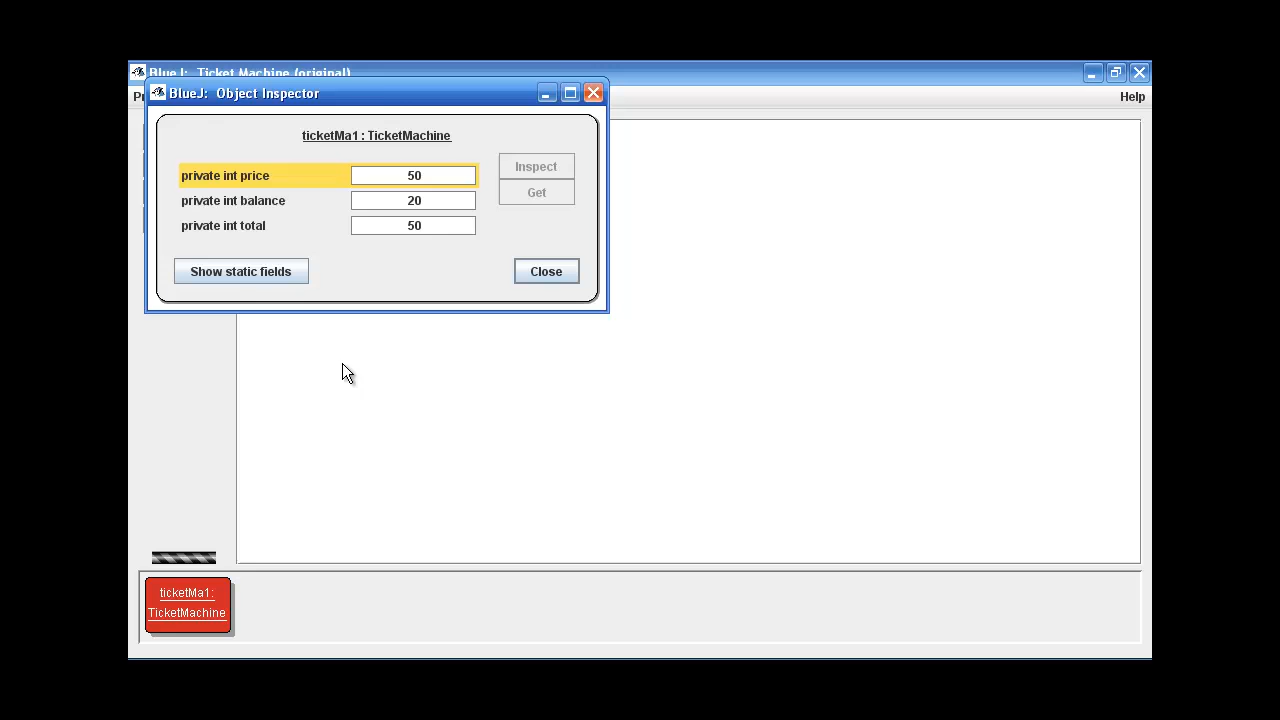 BlueJ: Ticket Machine (original)
BlueJ: Object Inspector
Help
ticketMa1 : TicketMachine
private int price 50
private int balance 20
private int total 50
Inspect
Get
Show static fields
Close
ticketMa1:
TicketMachine